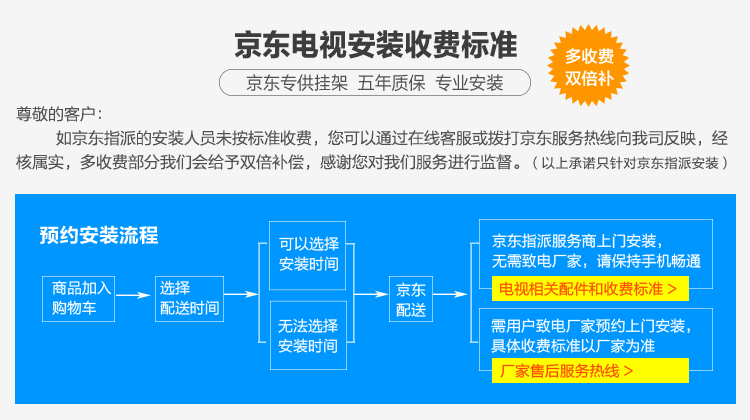 京东电视安装收费标准
京东专供挂架 五年质保 专业安装
多收费
双倍补
尊敬的客户：
如京东指派的安装人员未按标准收费，您可以通过在线客服或拨打京东服务热线向我司反映，经
核属实，多收费部分我们会给予双倍补偿，感谢您对我们服务进行监督。（以上承诺只针对京东指派安装）
预约安装流程
商品加入
购物车
选择
配送时间
可以选择
安装时间
无法选择
安装时间
京东
配送
京东指派服务商上门安装，
无需致电厂家，请保持手机畅通
电视相关配件和收费标准 >
需用户致电厂家预约上门安装，
具体收费标准以厂家为准
厂家售后服务热线 >